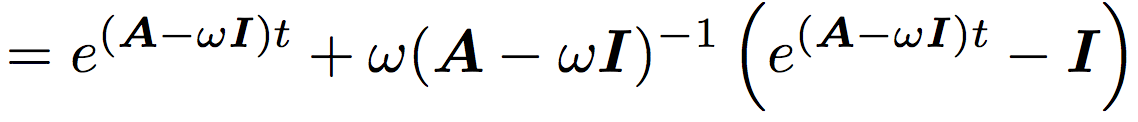 = e^{(𝑨−ω𝑰)t} + ω(𝑨 − ω𝑰)^{−1} (e^{(𝑨−ω𝑰)t} − 𝑰)